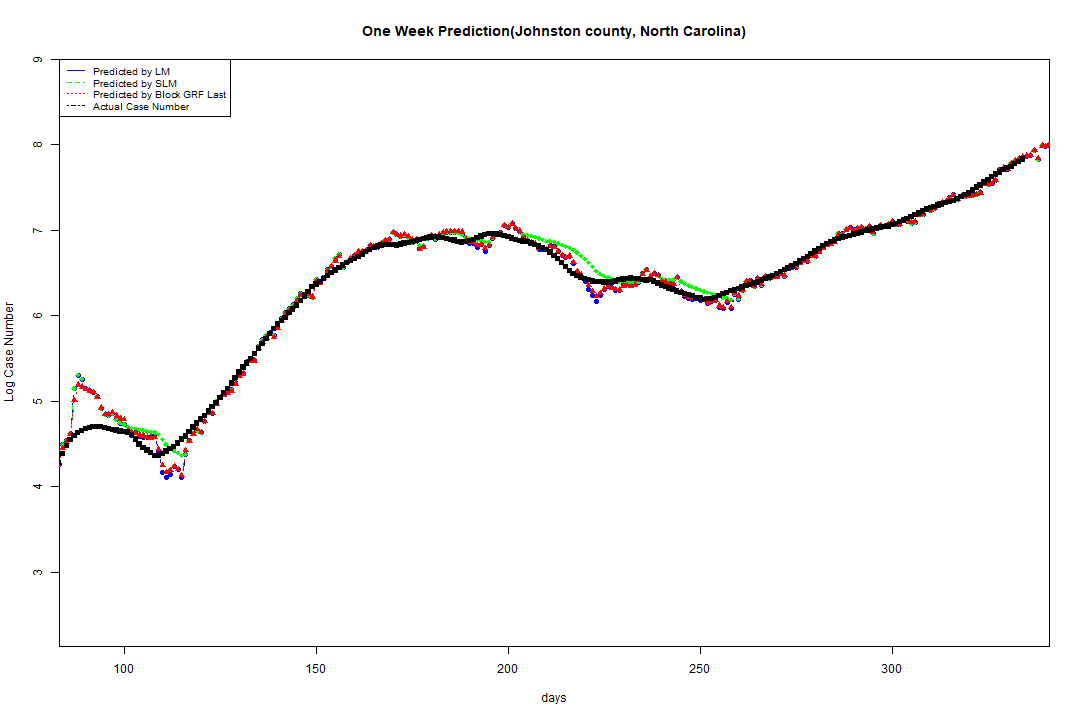 One Week Prediction(Johnston county, North Carolina)
Predicted by LM
Predicted by SLM
Predicted by Block GRF Last
Actual Case Number
9
8
7
6
5
4
3
Log Case Number
100 150 200 250 300
days